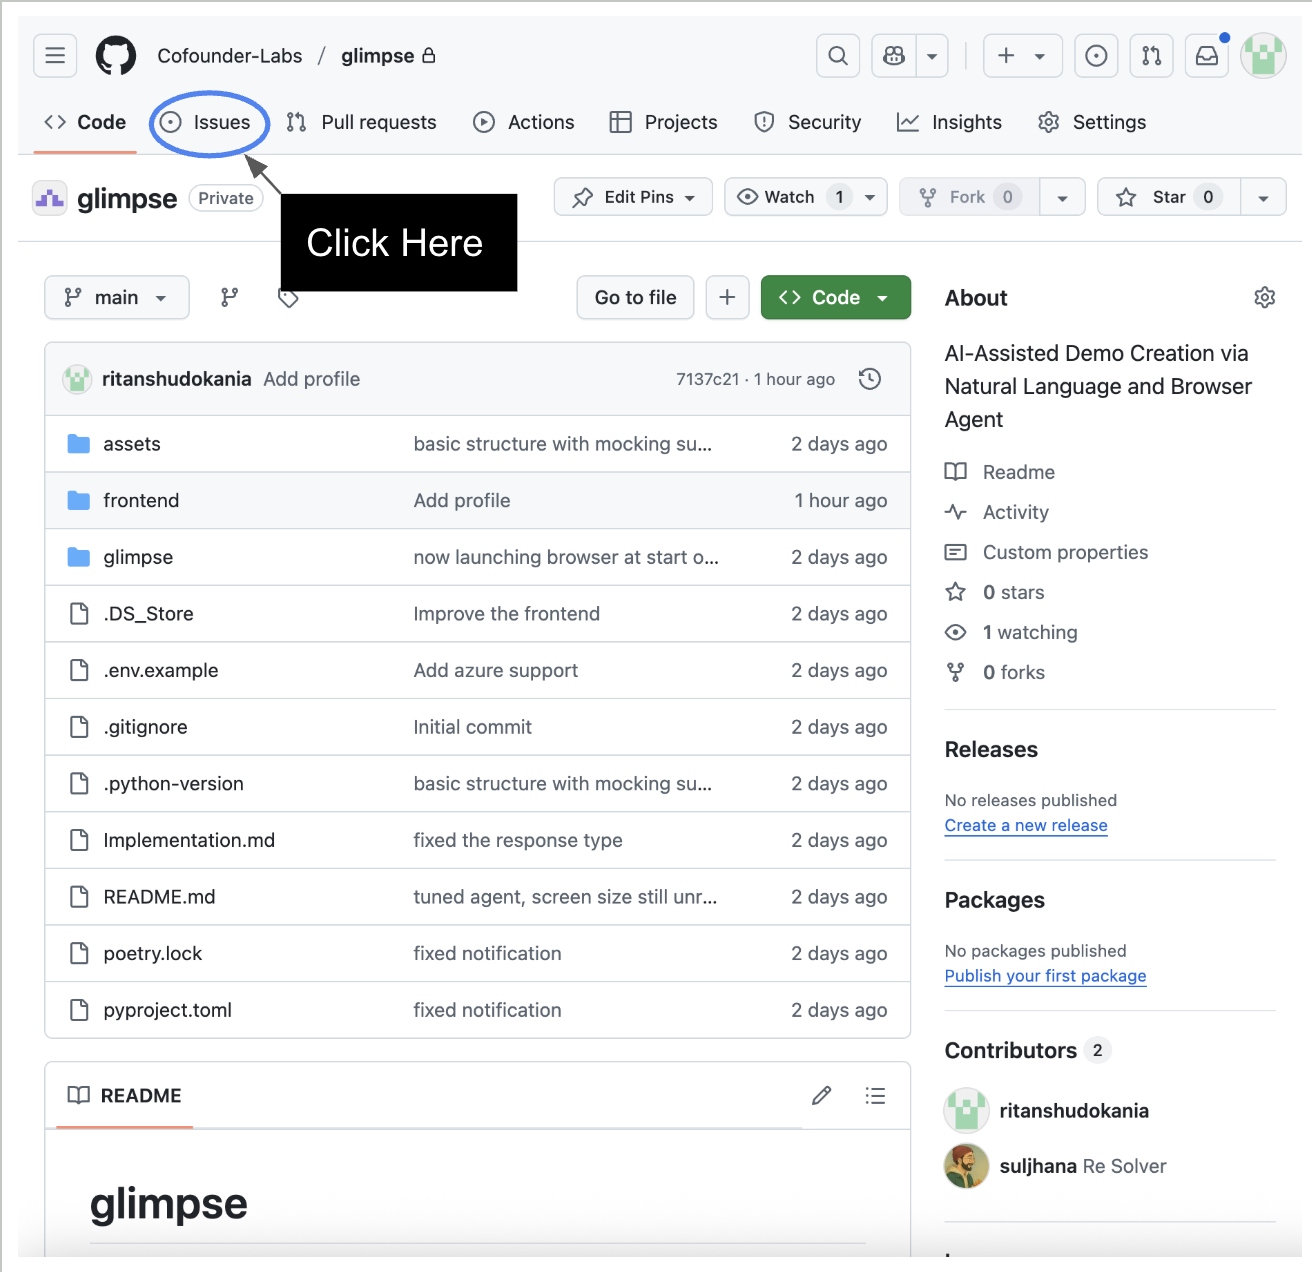 Cofounder-Labs / glimpse
Code Issues Pull requests Actions Projects Security Insights Settings
glimpse Private Edit Pins Watch 1 Fork 0 Star 0
Click Here
main Go to file Code
ritanshudokania Add profile 7137c21 · 1 hour ago
assets basic structure with mocking su... 2 days ago
frontend Add profile 1 hour ago
glimpse now launching browser at start o... 2 days ago
.DS_Store Improve the frontend 2 days ago
.env.example Add azure support 2 days ago
.gitignore Initial commit 2 days ago
.python-version basic structure with mocking su... 2 days ago
Implementation.md fixed the response type 2 days ago
README.md tuned agent, screen size still unr... 2 days ago
poetry.lock fixed notification 2 days ago
pyproject.toml fixed notification 2 days ago
README
glimpse
About
AI-Assisted Demo Creation via
Natural Language and Browser
Agent
Readme
Activity
Custom properties
0 stars
1 watching
0 forks
Releases
No releases published
Create a new release
Packages
No packages published
Publish your first package
Contributors 2
ritanshudokania
suljhana Re Solver